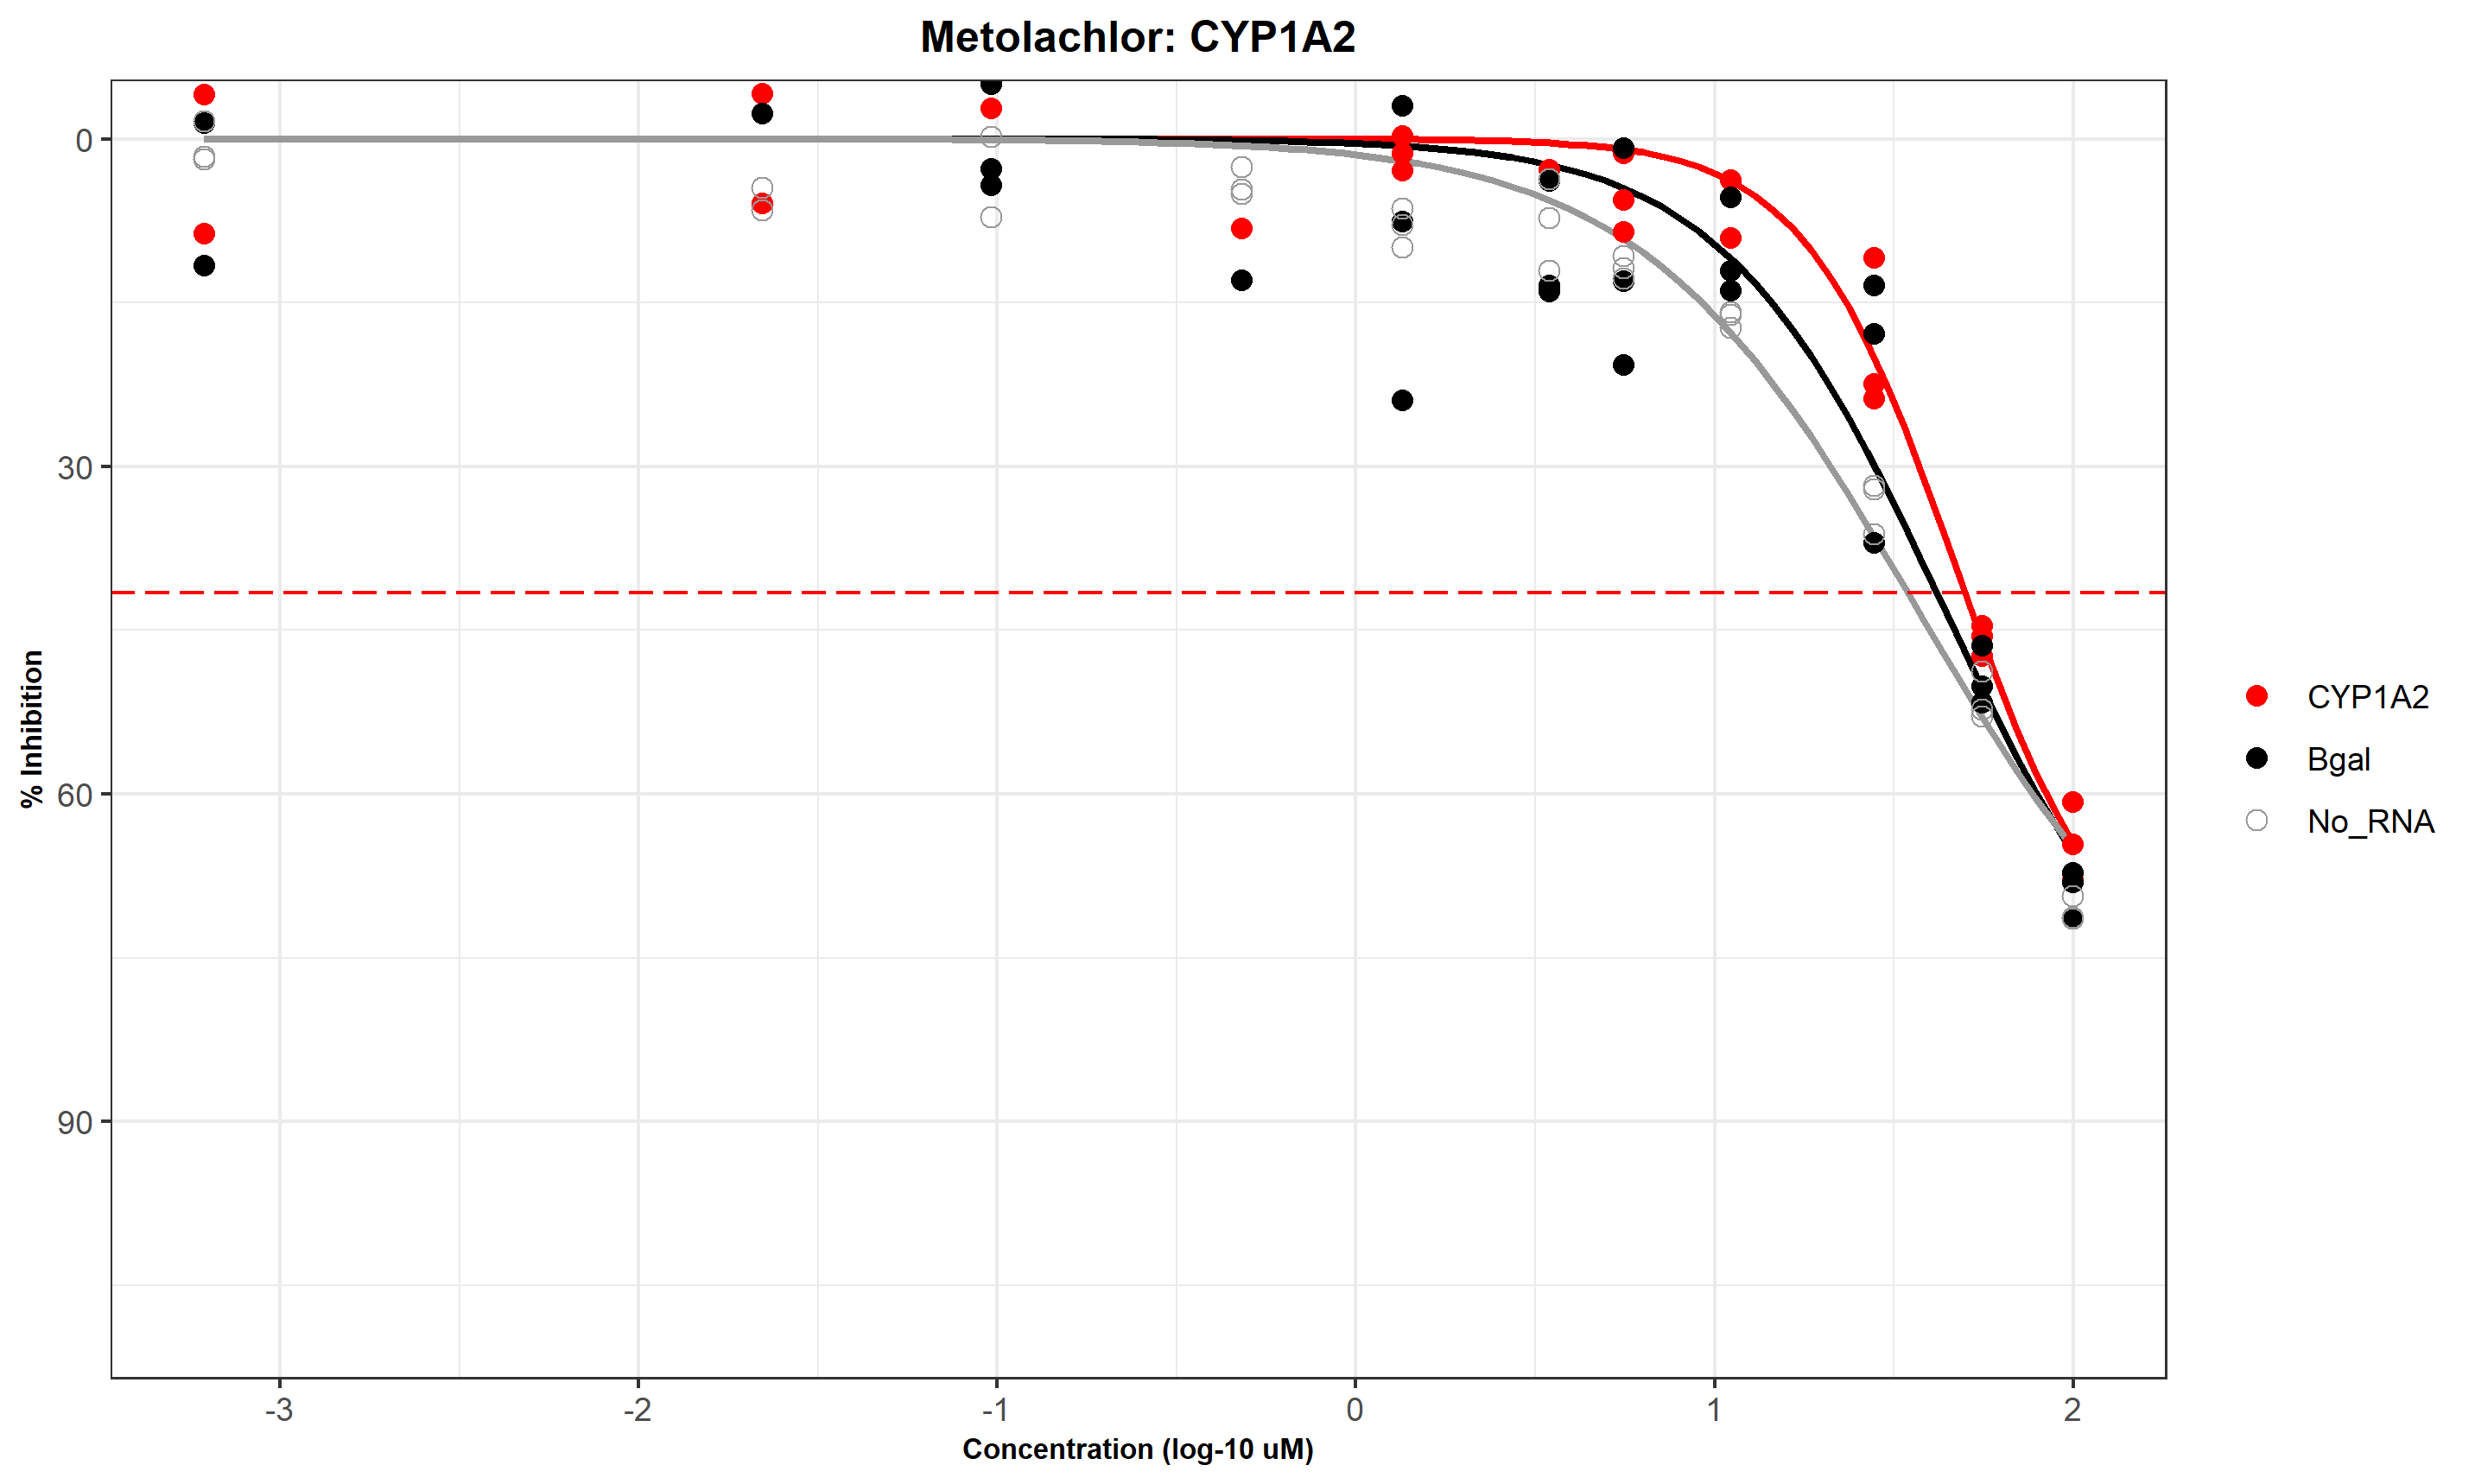 Metolachlor: CYP1A2
% Inhibition
0
30
60
90
-3
-2
-1
0
1
2
Concentration (log-10 uM)
CYP1A2
Bgal
No_RNA